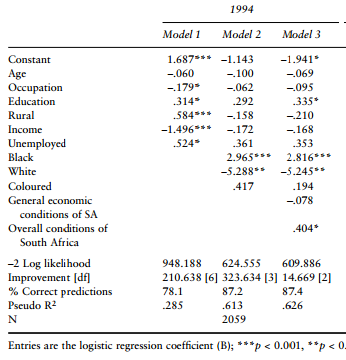 1994
Model 1 Model 2 Model 3
Constant 1.687*** –1.143 –1.941*
Age –.060 –.100 –.069
Occupation –.179* –.062 –.095
Education .314* .292 .335*
Rural .584*** –.158 –.210
Income –1.496*** –.172 –.168
Unemployed .524* .361 .353
Black 2.965*** 2.816***
White –5.288** –5.245**
Coloured .417 .194
General economic
conditions of SA –.078
Overall conditions of
South Africa .404*
–2 Log likelihood 948.188 624.555 609.886
Improvement [df] 210.638 [6] 323.634 [3] 14.669 [2]
% Correct predictions 78.1 87.2 87.4
Pseudo R² .285 .613 .626
N 2059
Entries are the logistic regression coefficient (B); ***p < 0.001, **p < 0.